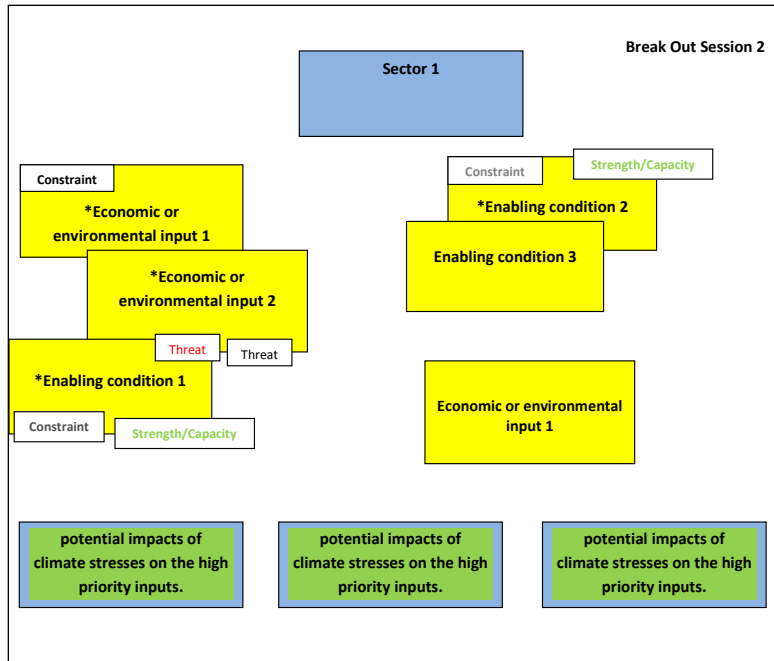 Break Out Session 2
Sector 1
Constraint
*Economic or
environmental input 1
*Economic or
environmental input 2
Threat
Threat
*Enabling condition 1
Constraint
Strength/Capacity
Constraint
Strength/Capacity
*Enabling condition 2
Enabling condition 3
Economic or environmental
input 1
potential impacts of
climate stresses on the high
priority inputs.
potential impacts of
climate stresses on the high
priority inputs.
potential impacts of
climate stresses on the high
priority inputs.